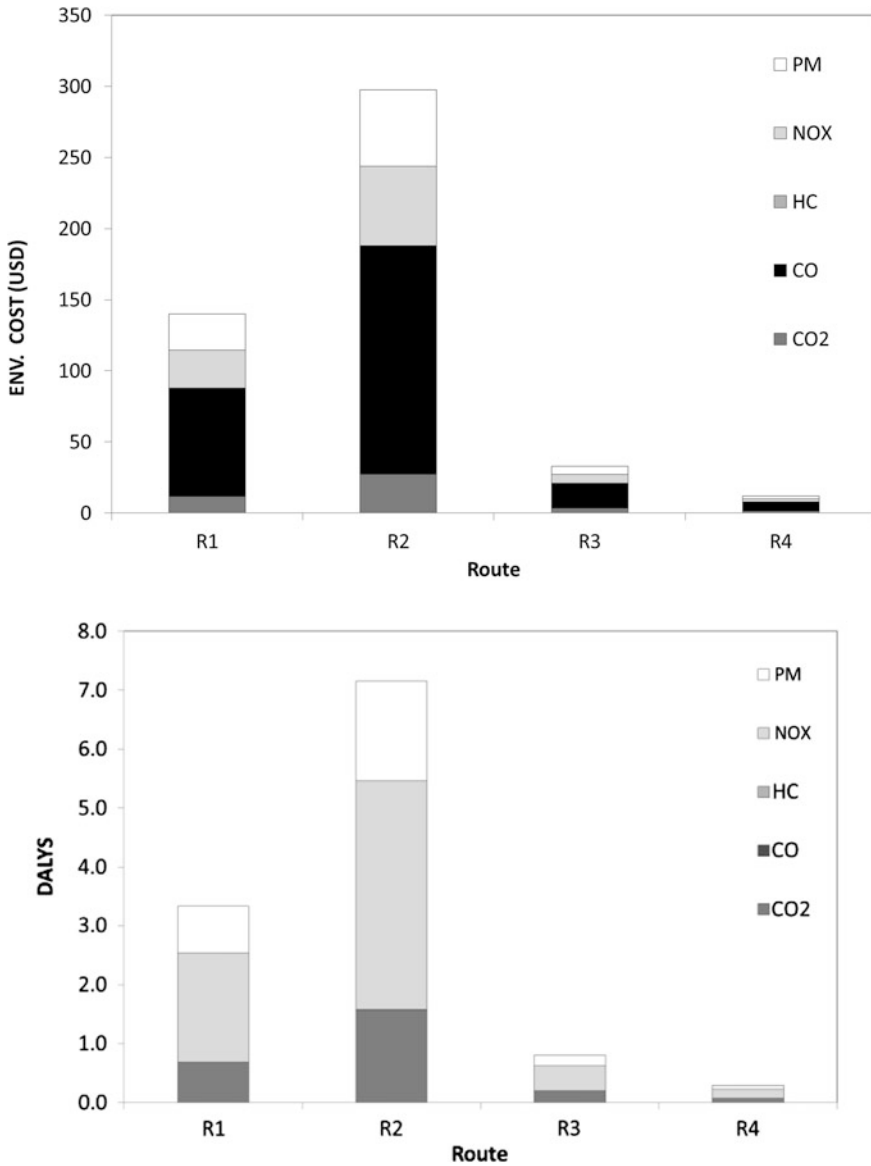 350
300
250
200
150
100
50
0
ENV. COST (USD)
PM
NOX
HC
CO
CO2
R1 R2 R3 R4
Route
8.0
7.0
6.0
5.0
4.0
3.0
2.0
1.0
0.0
DALYS
PM
NOX
HC
CO
CO2
R1 R2 R3 R4
Route